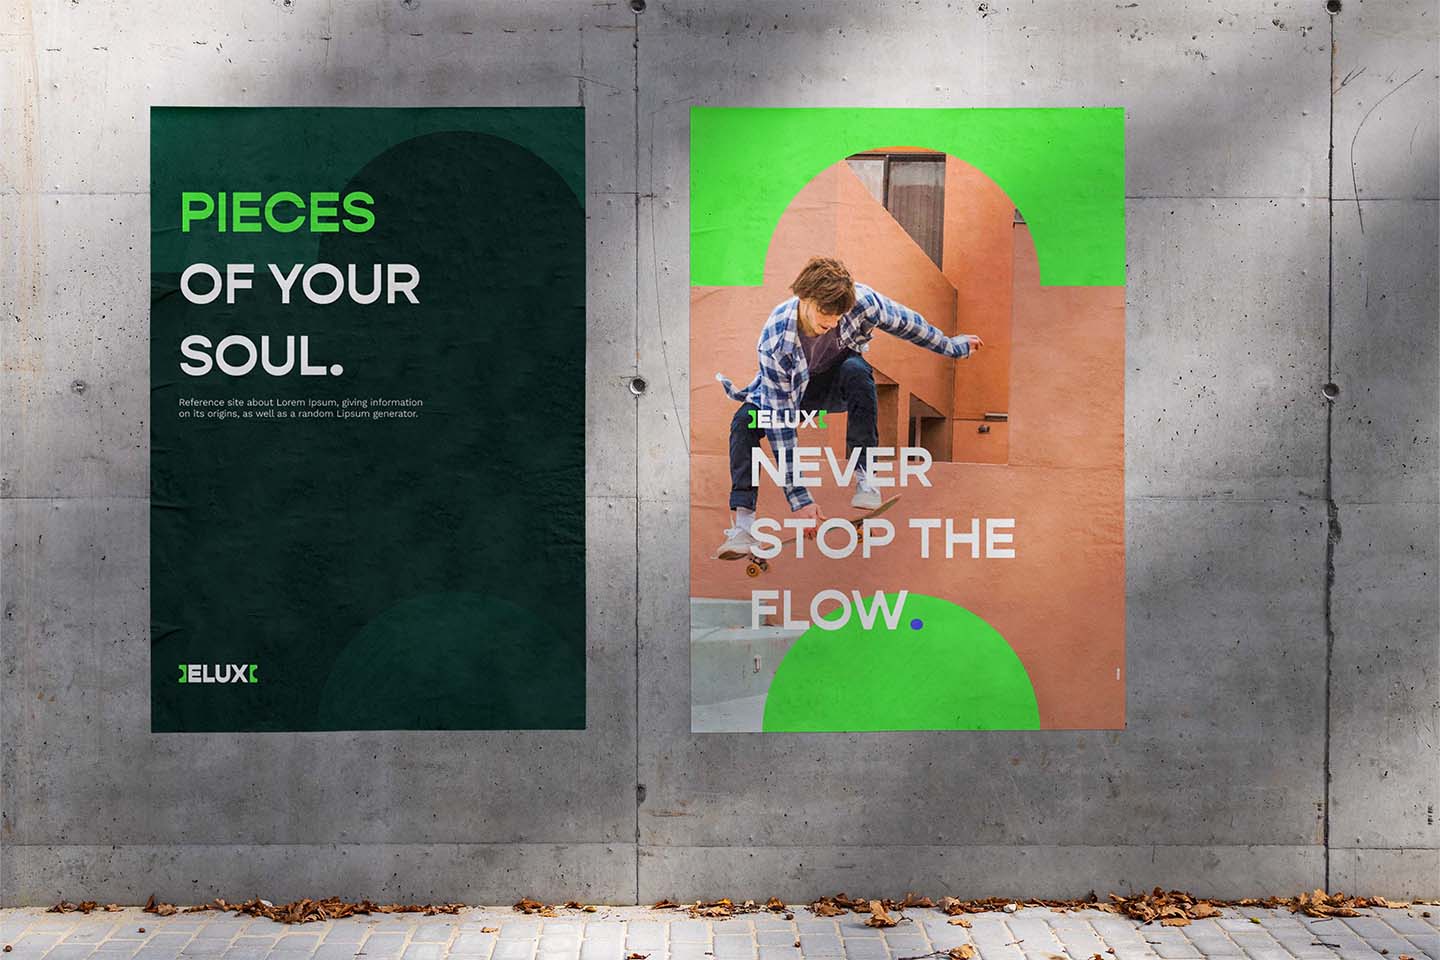 PIECES
OF YOUR
SOUL.
Reference site about Lorem Ipsum, giving information
on its origins, as well as a random Lipsum generator.
ELUX
ELUX
NEVER
STOP THE
FLOW.